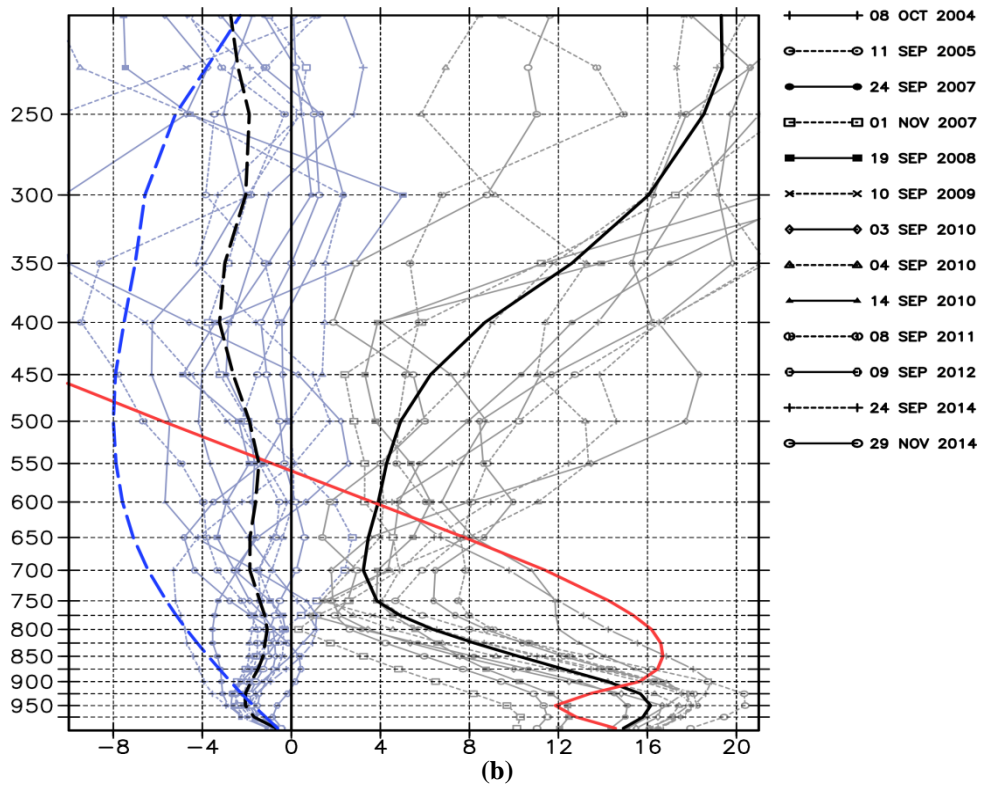 08 OCT 2004
11 SEP 2005
24 SEP 2007
01 NOV 2007
19 SEP 2008
10 SEP 2009
03 SEP 2010
04 SEP 2010
14 SEP 2010
08 SEP 2011
09 SEP 2012
24 SEP 2014
29 NOV 2014
250
300
350
400
450
500
550
600
650
700
750
800
850
900
950
-8 -4 0 4 8 12 16 20
(b)